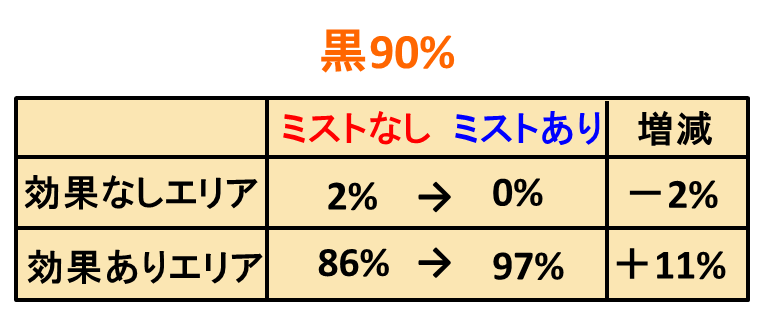 黒90%
ミストなし ミストあり 増減
効果なしエリア 2% → 0% －2%
効果ありエリア 86% → 97% ＋11%